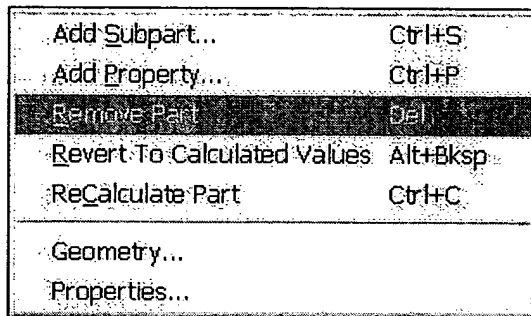 Add Subpart... Ctrl+S
Add Property... Ctrl+P
Remove Part Del
Revert To Calculated Values Alt+Bksp
ReCalculate Part Ctrl+C
Geometry...
Properties...